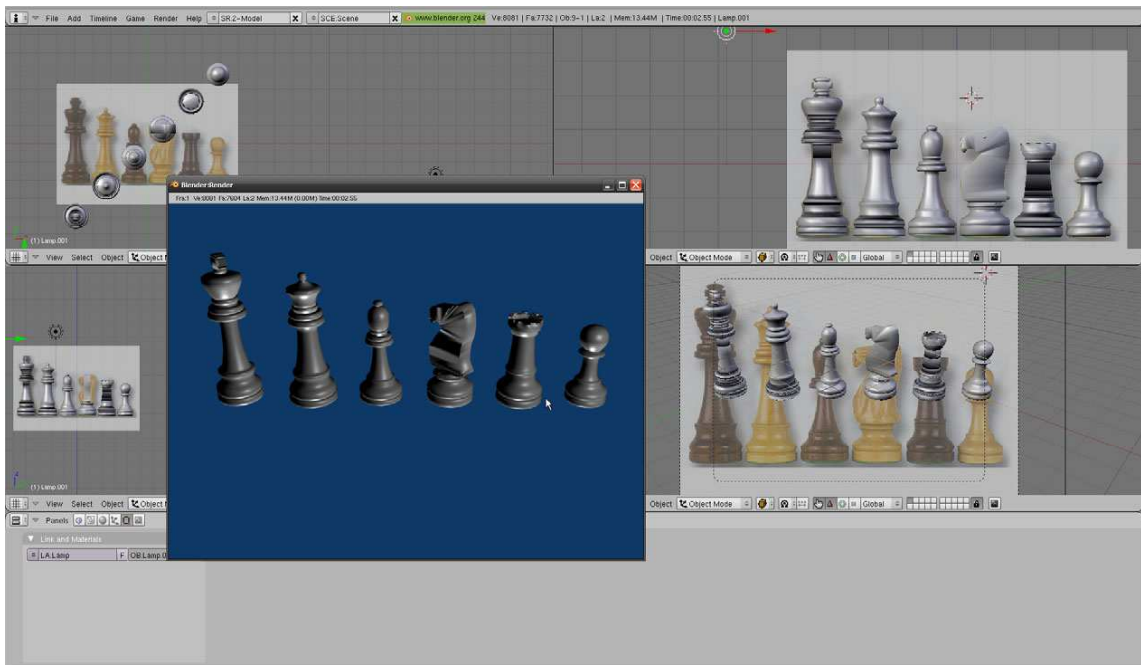 File Add Timeline Game Render Help SR:2-Model X SCE:Scene X www.blender.org 244 Ve:8081 | Fa:7732 | Ob:9-1 | La:2 | Mem:13.44M | Time:00:02.55 | Lamp.001
(1) Lamp.001
View Select Object Object
Object Object Mode Global
Blender:Render
Fra:1 Ve:8081 Fa:7804 La:2 Mem:13.44M (0.00M) Time:00:02.55
(1) Lamp.001
View Select Object Object
Object Object Mode Global
Panels
Link and Materials
LA:Lamp F OB:Lamp.0